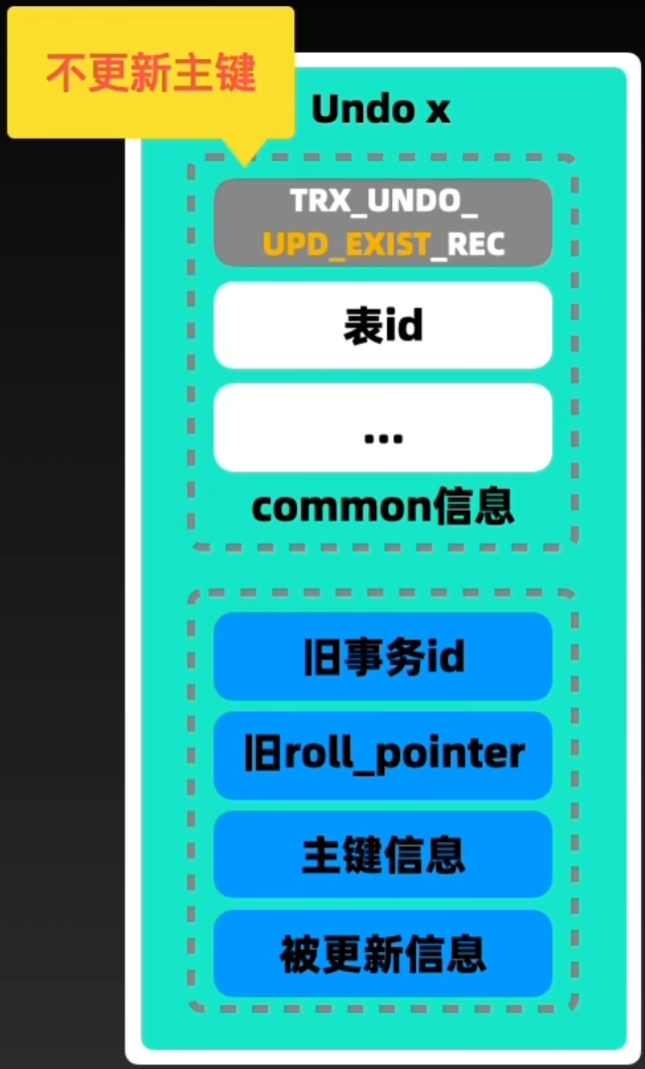 不更新主键
Undo x
TRX_UNDO_
UPD_EXIST_REC
表id
...
common信息
旧事务id
旧roll_pointer
主键信息
被更新信息